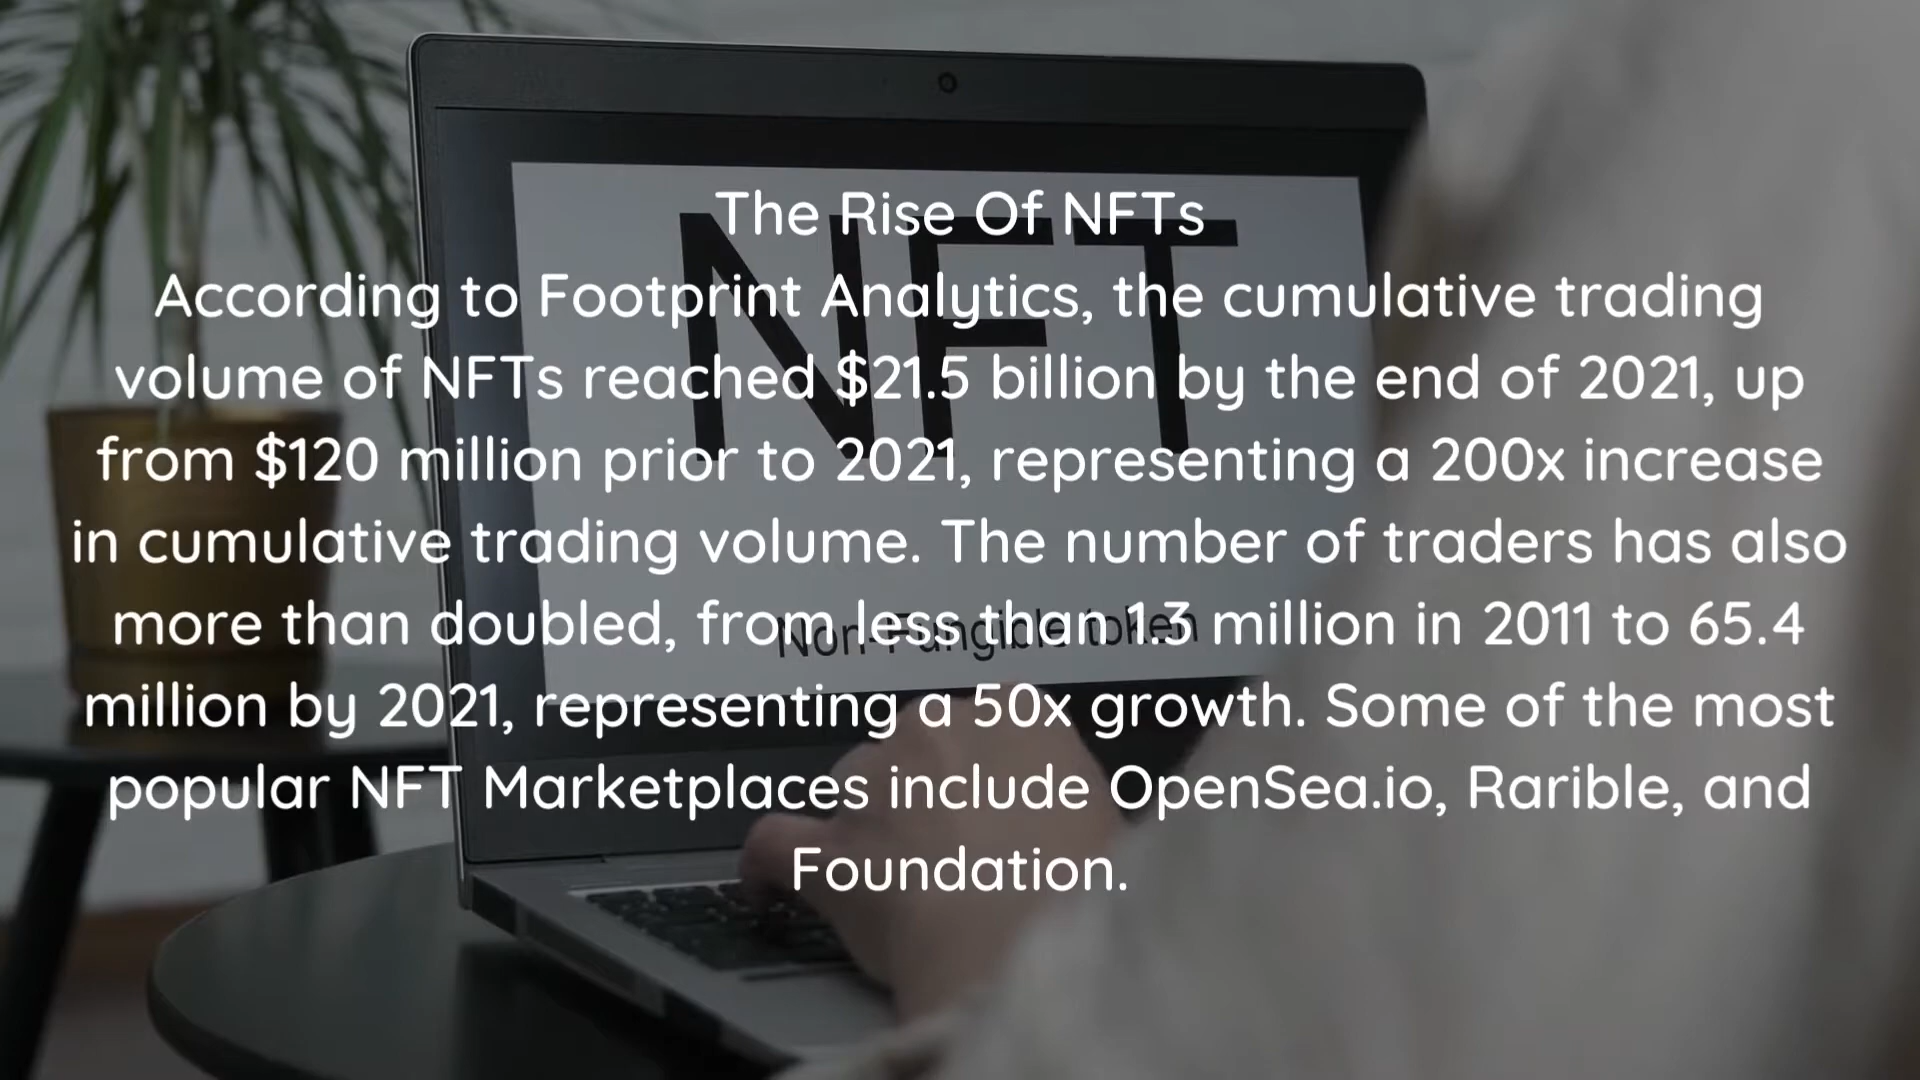 The Rise Of NFTs
According to Footprint Analytics, the cumulative trading
volume of NFTs reached $21.5 billion by the end of 2021, up
from $120 million prior to 2021, representing a 200x increase
in cumulative trading volume. The number of traders has also
more than doubled, from less than 1.3 million in 2011 to 65.4
million by 2021, representing a 50x growth. Some of the most
popular NFT Marketplaces include OpenSea.io, Rarible, and
Foundation.
NFT
Non-Fungible token